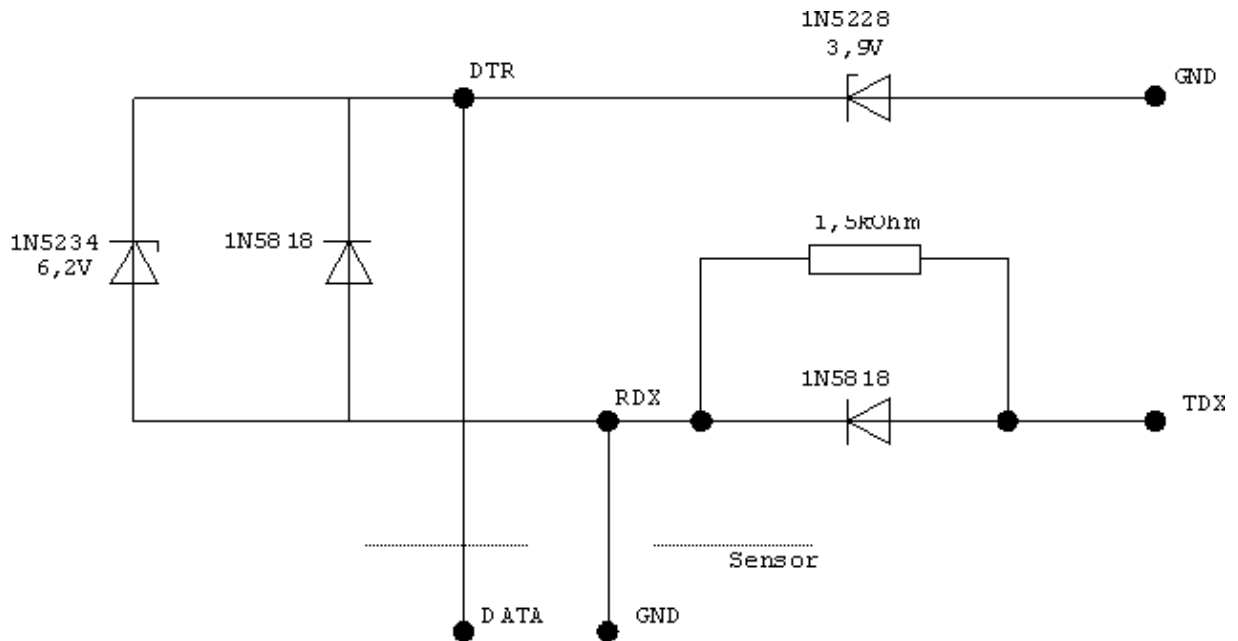 1N5228
3,9V
DTR
GND
1N5234
6,2V
1N5818
1,5kOhm
1N5818
RDX
TDX
Sensor
DATA
GND